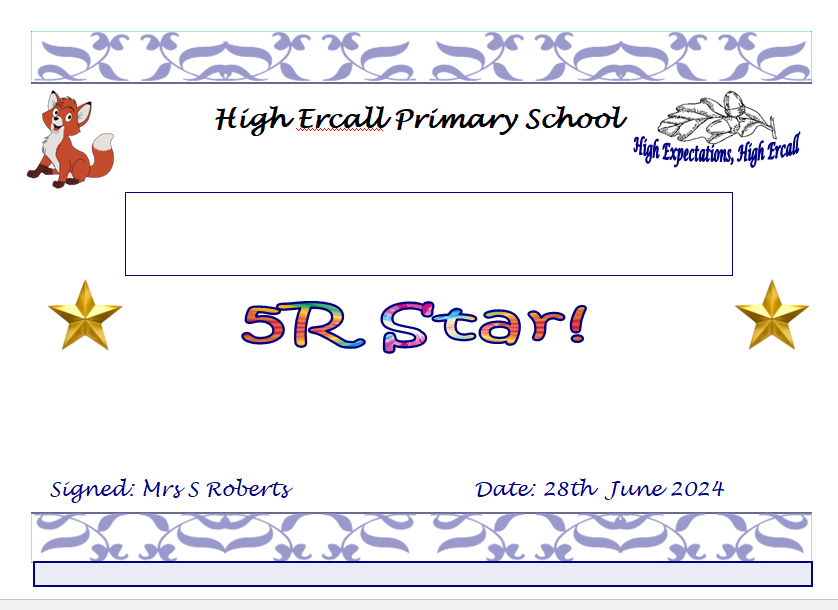 High Ercall Primary School
High Expectations, High Ercall
5R Star!
Signed: Mrs S Roberts
Date: 28th June 2024